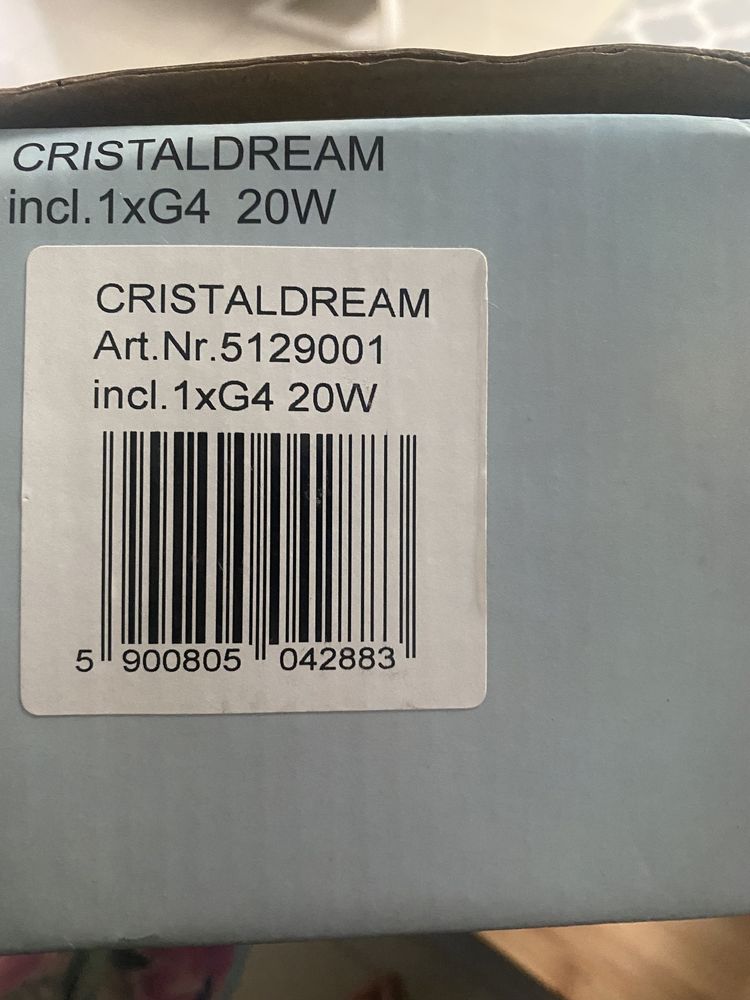 CRISTALDREAM
incl.1xG4 20W
CRISTALDREAM
Art.Nr.5129001
incl.1xG4 20W
5 900805 042883